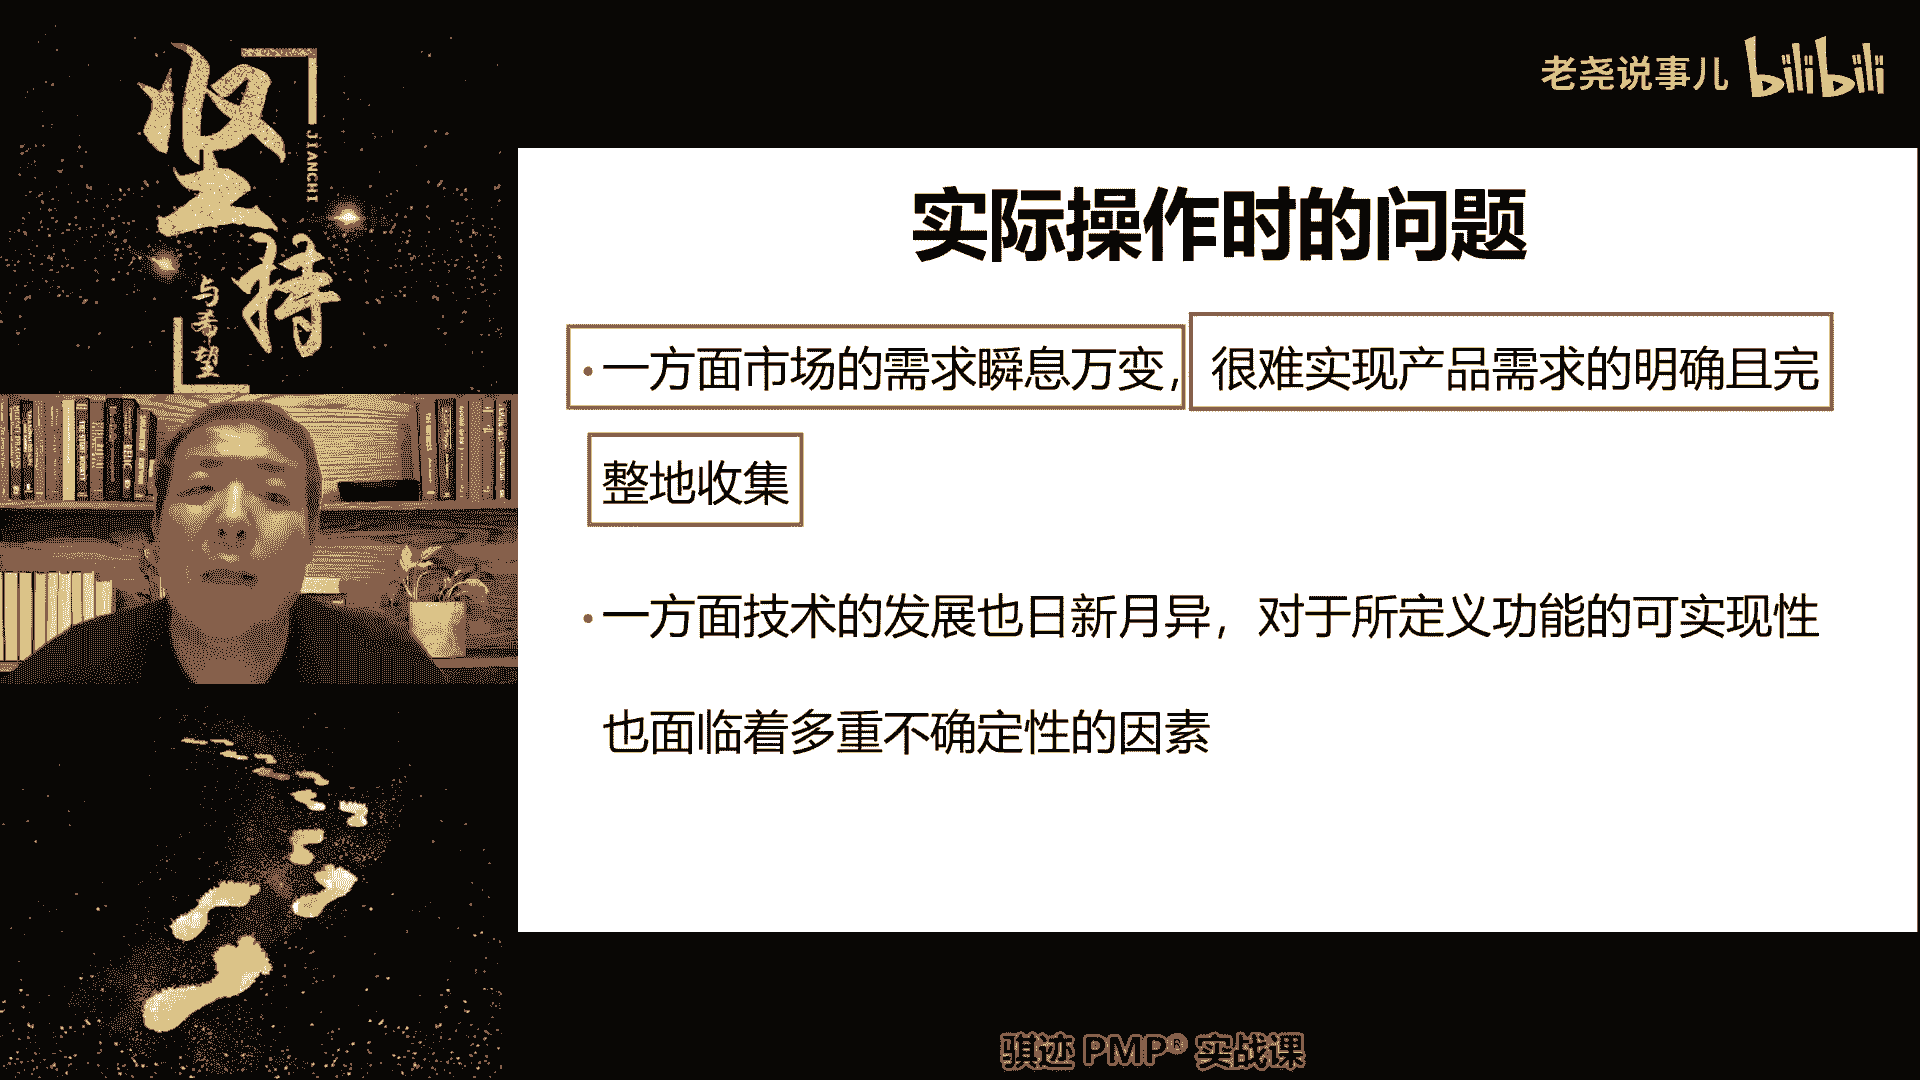 坚持
JIANCHI
与希望
老尧说事儿 bilibili
实际操作时的问题
·一方面市场的需求瞬息万变，很难实现产品需求的明确且完
整地收集
·一方面技术的发展也日新月异，对于所定义功能的可实现性
也面临着多重不确定性的因素
骐迹 PMP® 实战课